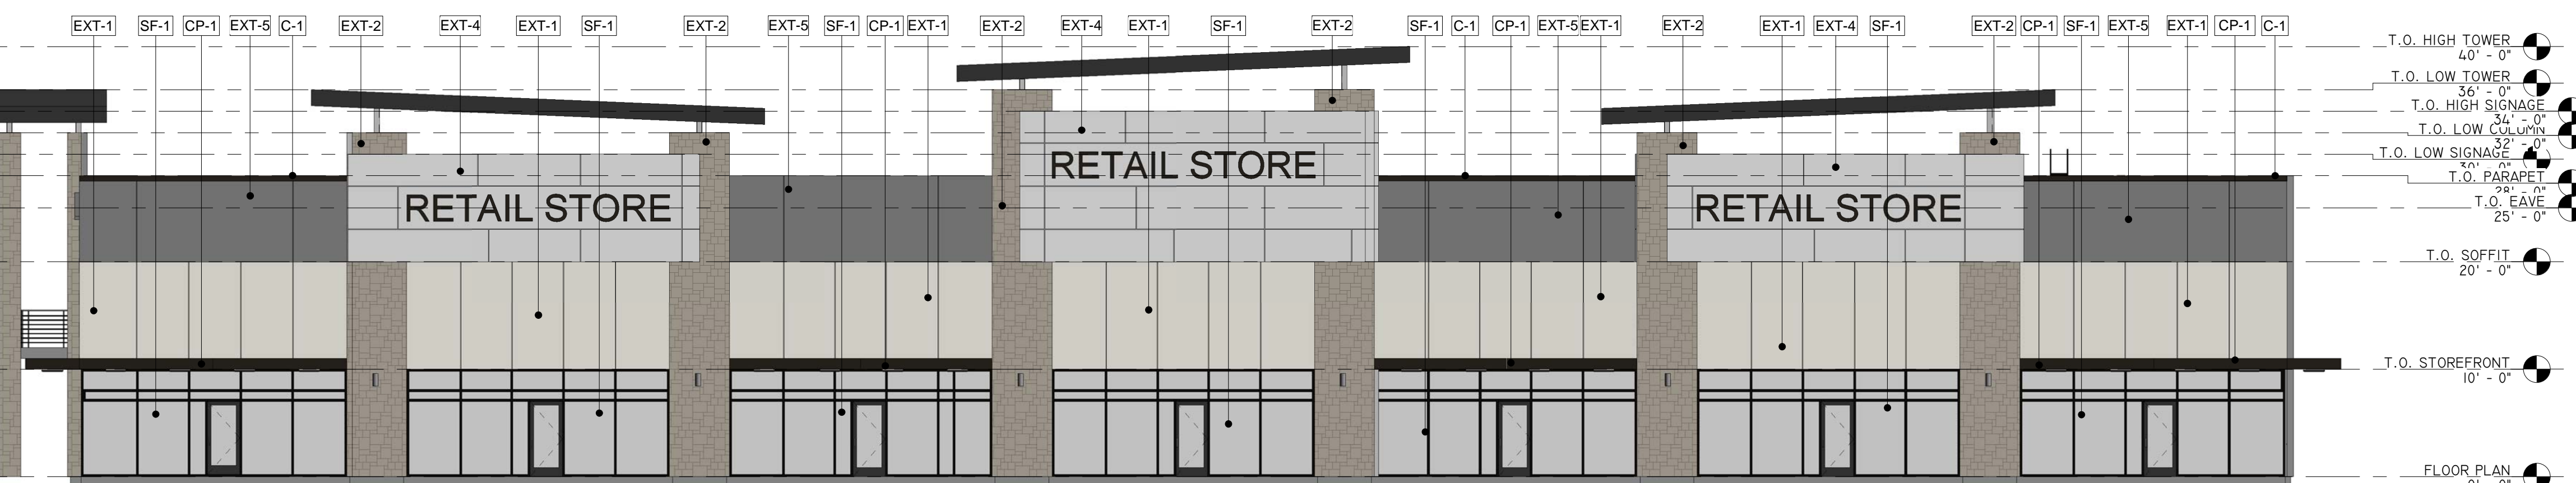 EXT-1 SF-1 CP-1 EXT-5 C-1 EXT-2 EXT-4 EXT-1 SF-1 EXT-2 EXT-5 SF-1 CP-1 EXT-1 EXT-2 EXT-4 EXT-1 SF-1 EXT-2 SF-1 C-1 CP-1 EXT-5 EXT-1 EXT-2 EXT-1 EXT-4 SF-1 EXT-2 CP-1 SF-1 EXT-5 EXT-1 CP-1 C-1
T.O. HIGH TOWER
40' - 0"
T.O. LOW TOWER
36' - 0"
T.O. HIGH SIGNAGE
34' - 0"
T.O. LOW COLUMN
32' - 0"
T.O. LOW SIGNAGE
30' - 0"
T.O. PARAPET
28' - 0"
T.O. EAVE
25' - 0"
RETAIL STORE
RETAIL STORE
RETAIL STORE
T.O. SOFFIT
20' - 0"
T.O. STOREFRONT
10' - 0"
FLOOR PLAN